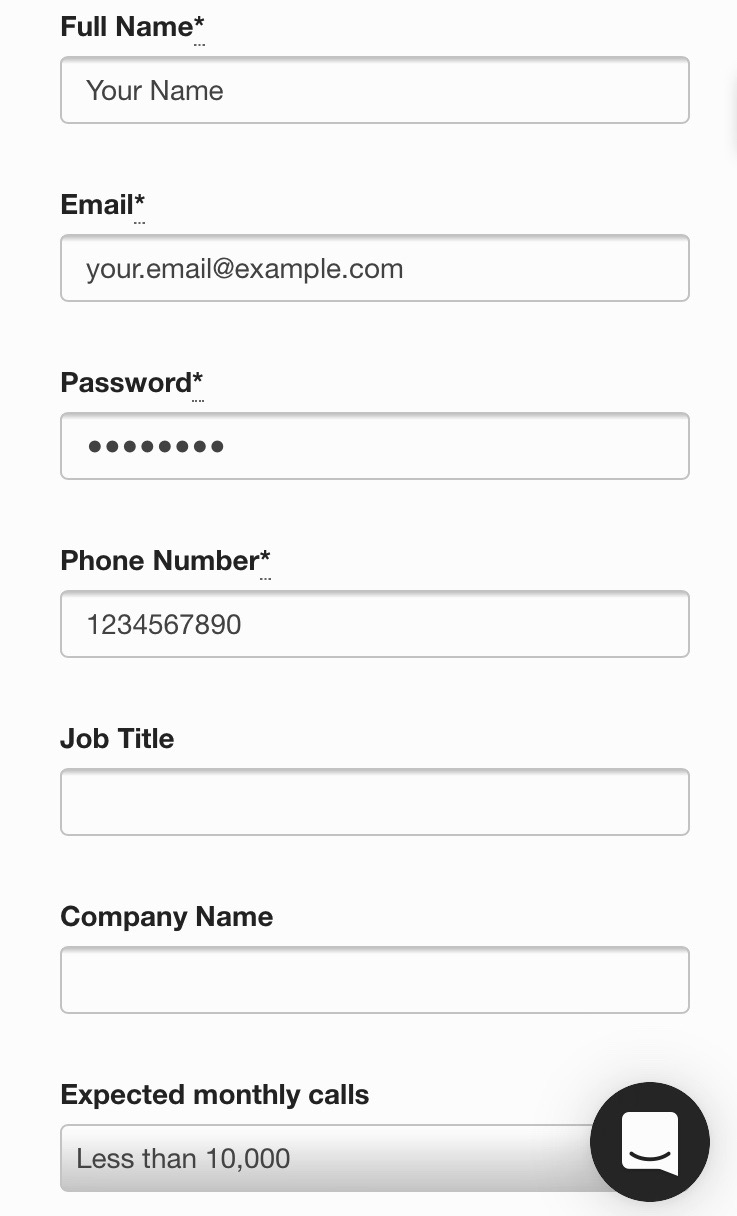 Full Name*
Your Name
Email*
your.email@example.com
Password*
••••••••
Phone Number*
1234567890
Job Title
Company Name
Expected monthly calls
Less than 10,000